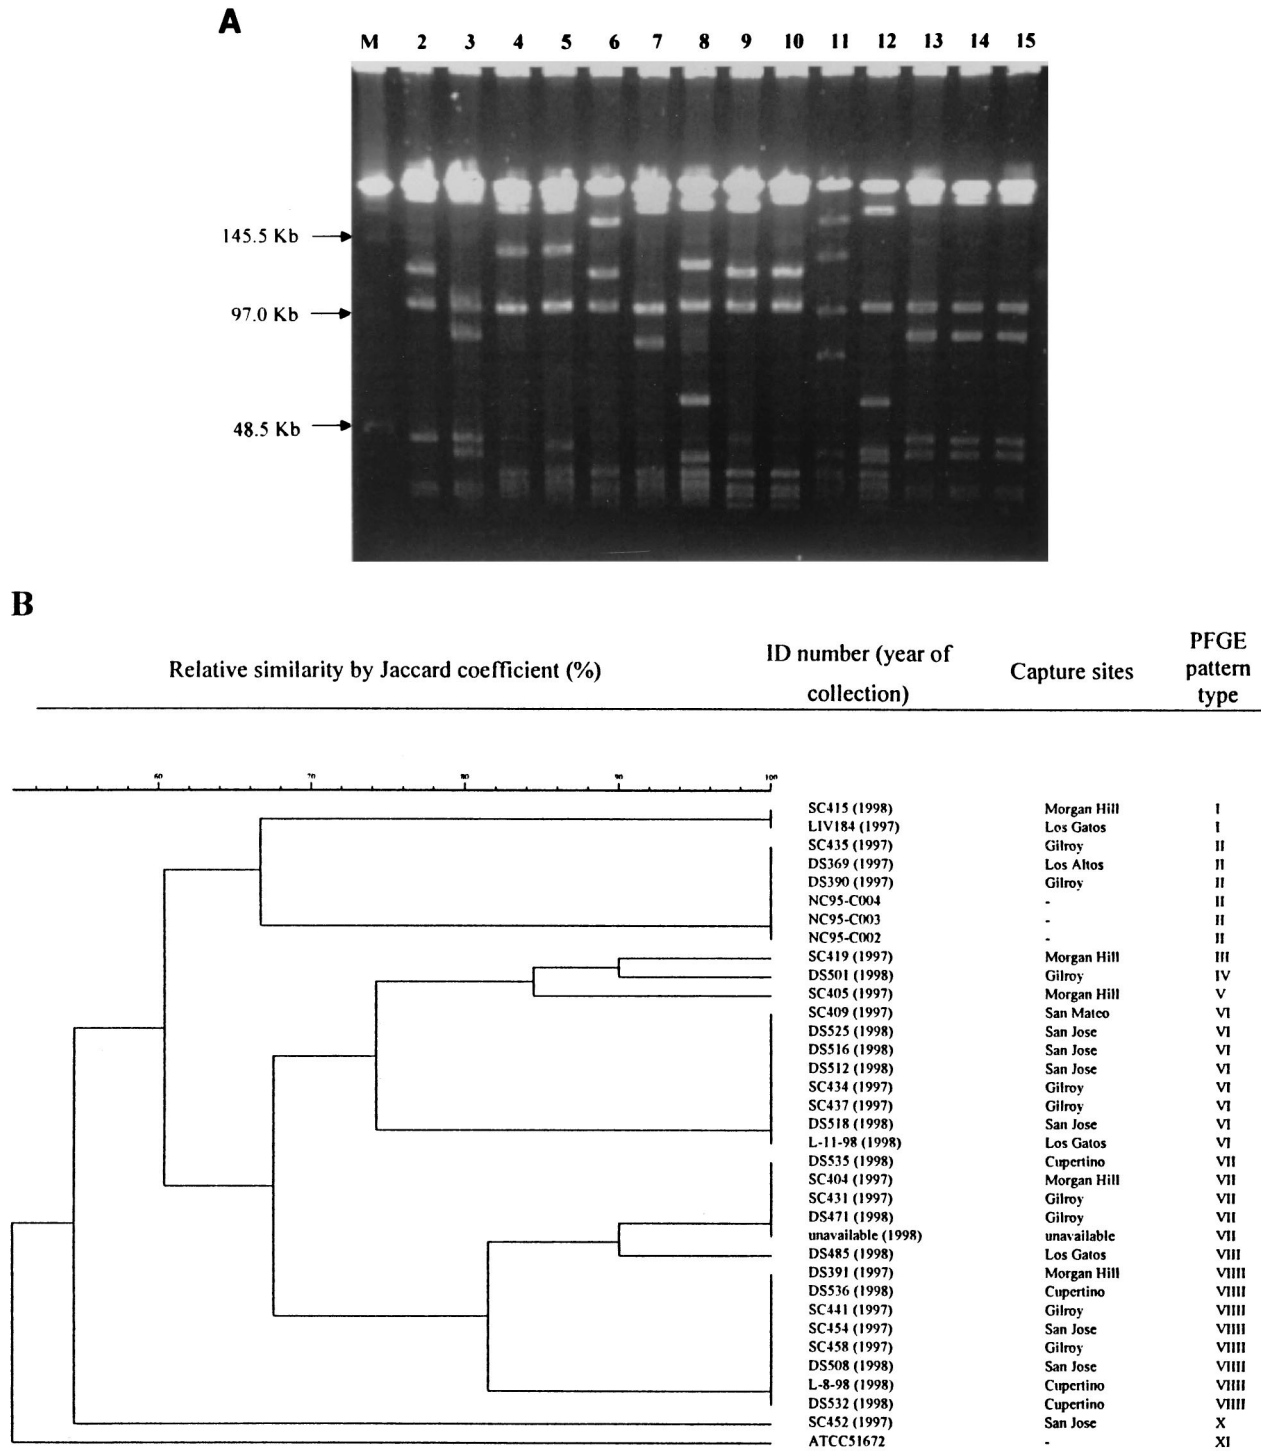 A
M 2 3 4 5 6 7 8 9 10 11 12 13 14 15
145.5 Kb
97.0 Kb
48.5 Kb
B
Relative similarity by Jaccard coefficient (%)
ID number (year of
collection)
Capture sites
PFGE
pattern
type
60 70 80 90 100
SC415 (1998) Morgan Hill I
LIV184 (1997) Los Gatos I
SC435 (1997) Gilroy II
DS369 (1997) Los Altos II
DS390 (1997) Gilroy II
NC95-C004 - II
NC95-C003 - II
NC95-C002 - II
SC419 (1997) Morgan Hill III
DS501 (1998) Gilroy IV
SC405 (1997) Morgan Hill V
SC409 (1997) San Mateo VI
DS525 (1998) San Jose VI
DS516 (1998) San Jose VI
DS512 (1998) San Jose VI
SC434 (1997) Gilroy VI
SC437 (1997) Gilroy VI
DS518 (1998) San Jose VI
L-11-98 (1998) Los Gatos VI
DS535 (1998) Cupertino VII
SC404 (1997) Morgan Hill VII
SC431 (1997) Gilroy VII
DS471 (1998) Gilroy VII
unavailable (1998) unavailable VII
DS485 (1998) Los Gatos VIII
DS391 (1997) Morgan Hill VIIII
DS536 (1998) Cupertino VIIII
SC441 (1997) Gilroy VIIII
SC454 (1997) San Jose VIIII
SC458 (1997) Gilroy VIIII
DS508 (1998) San Jose VIIII
L-8-98 (1998) Cupertino VIIII
DS532 (1998) Cupertino VIIII
SC452 (1997) San Jose X
ATCC51672 - XI